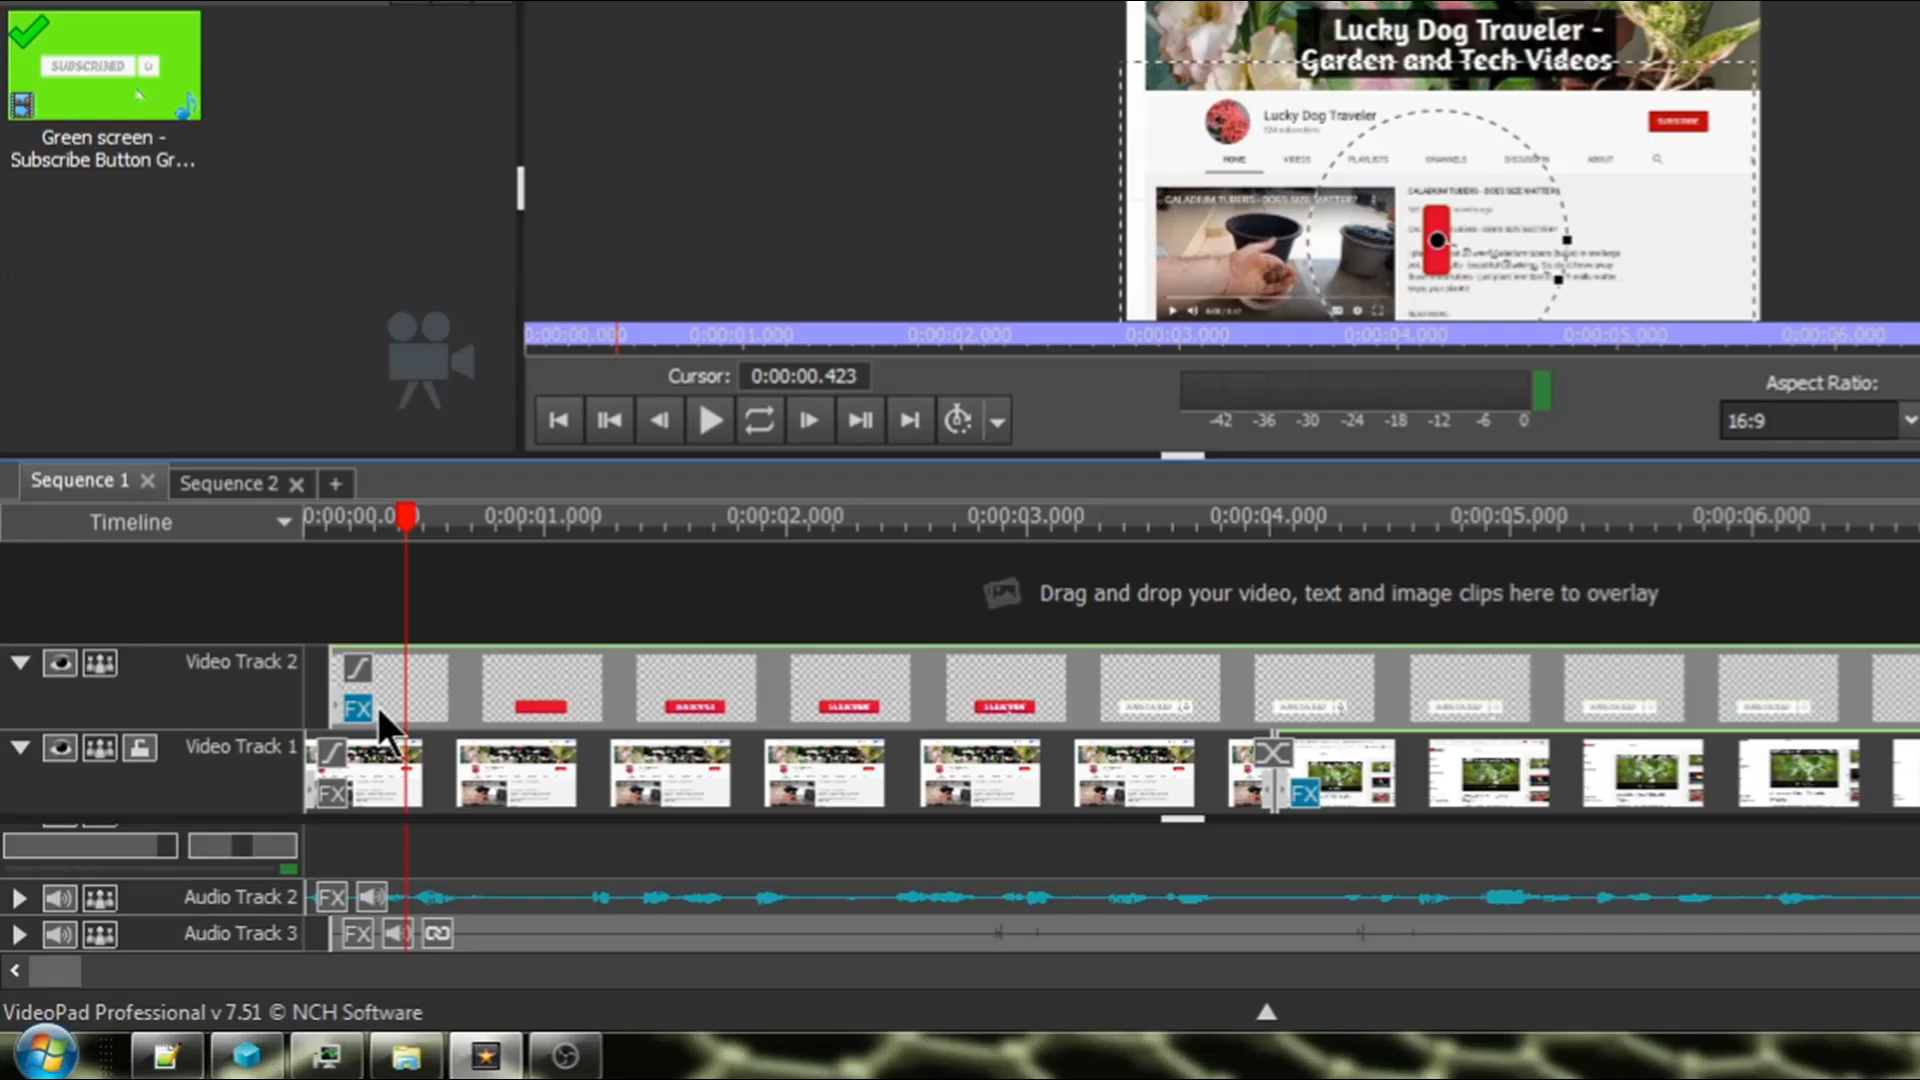 SUBSCRIBED
Green screen -
Subscribe Button Gr...
Lucky Dog Traveler -
Garden and Tech Videos
Lucky Dog Traveler
SUBSCRIBE
HOME VIDEOS PLAYLISTS CHANNELS DISCUSSION ABOUT
CALADIUM TUBERS - DOES SIZE MATTER?
0:00:00.000 0:00:01.000 0:00:02.000 0:00:03.000 0:00:04.000 0:00:05.000 0:00:06.000
Cursor: 0:00:00.423
-42 -36 -30 -24 -18 -12 -6 0
Aspect Ratio:
16:9
Sequence 1 Sequence 2 +
Timeline
0:00:00.0 0:00:01.000 0:00:02.000 0:00:03.000 0:00:04.000 0:00:05.000 0:00:06.000
Drag and drop your video, text and image clips here to overlay
Video Track 2
FX
Video Track 1
FX FX
Audio Track 2 FX
Audio Track 3 FX
VideoPad Professional v 7.51 © NCH Software